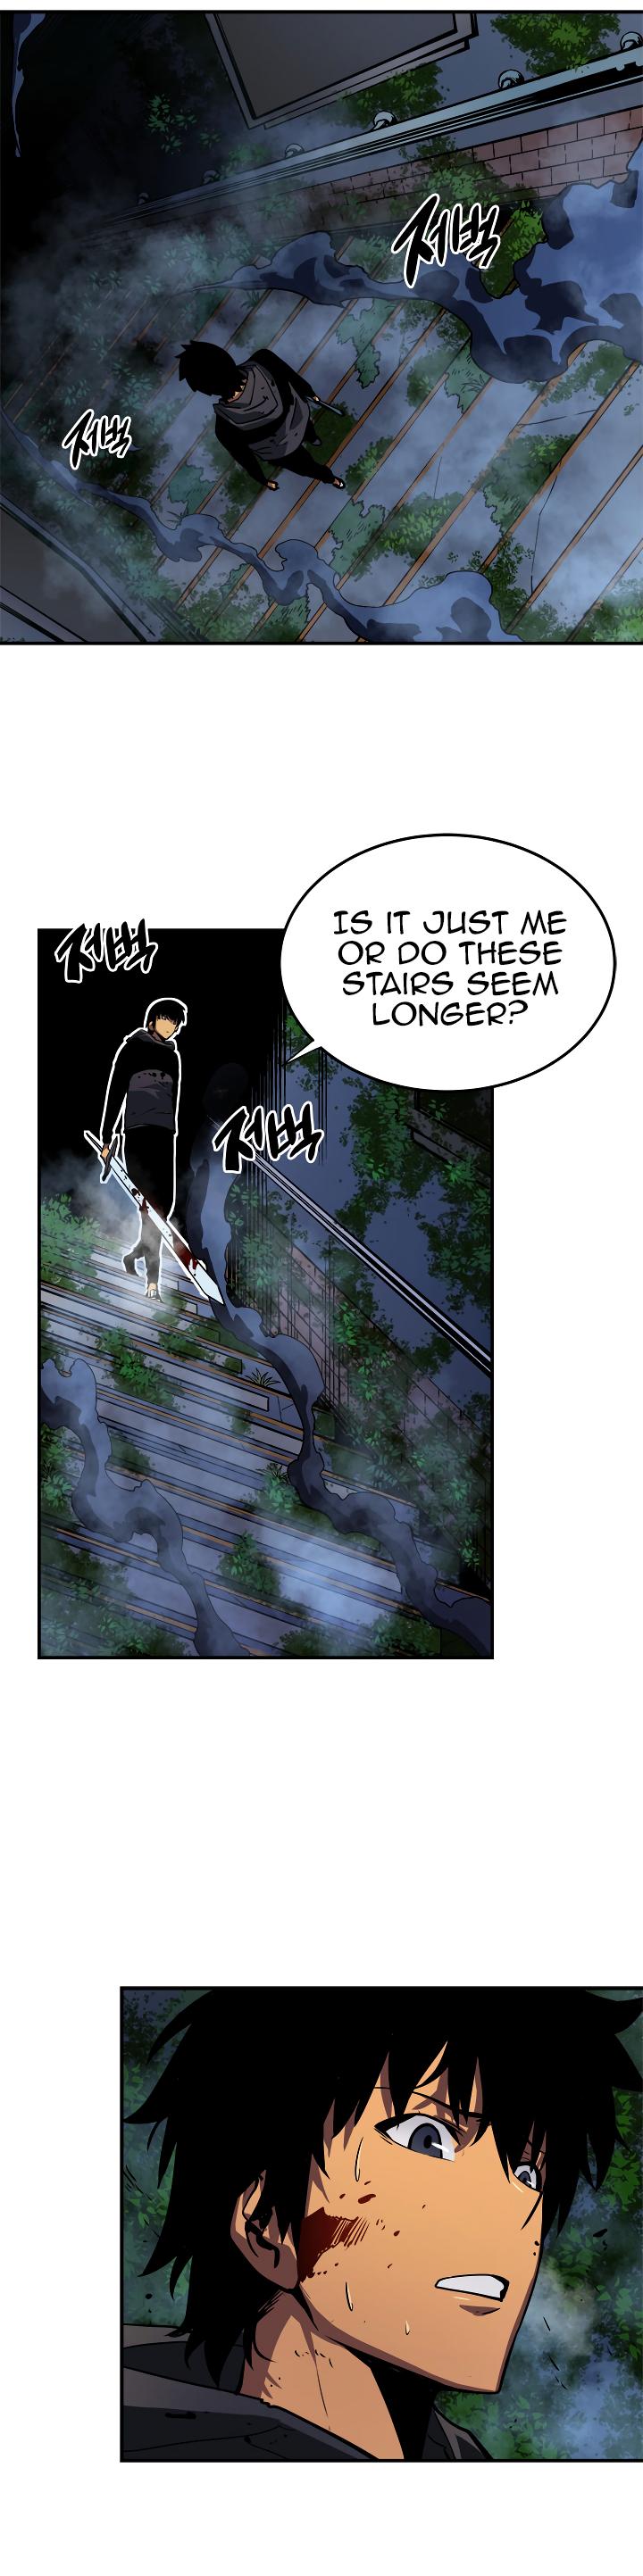 저벅
저벅
저벅
IS IT JUST ME
OR DO THESE
STAIRS SEEM
LONGER?
저벅